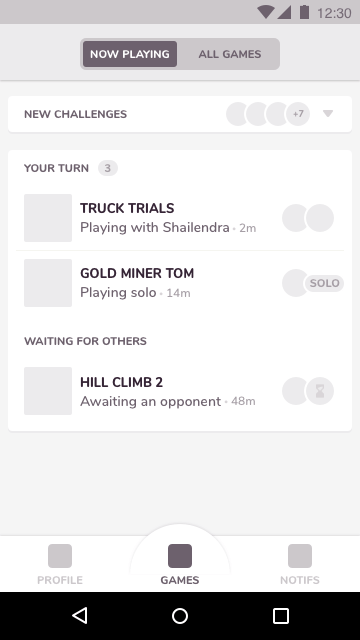 12:30
NOW PLAYING ALL GAMES
NEW CHALLENGES +7
YOUR TURN 3
TRUCK TRIALS
Playing with Shailendra · 2m
GOLD MINER TOM
Playing solo · 14m
SOLO
WAITING FOR OTHERS
HILL CLIMB 2
Awaiting an opponent · 48m
PROFILE GAMES NOTIFS